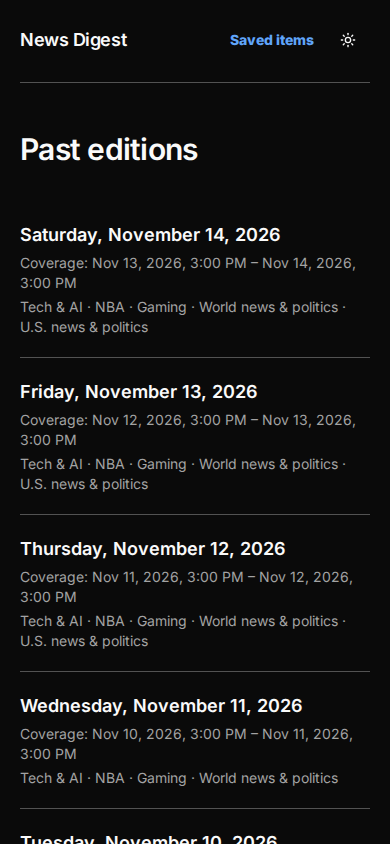 News Digest
Saved items
Past editions
Saturday, November 14, 2026
Coverage: Nov 13, 2026, 3:00 PM – Nov 14, 2026,
3:00 PM
Tech & AI · NBA · Gaming · World news & politics ·
U.S. news & politics
Friday, November 13, 2026
Coverage: Nov 12, 2026, 3:00 PM – Nov 13, 2026,
3:00 PM
Tech & AI · NBA · Gaming · World news & politics ·
U.S. news & politics
Thursday, November 12, 2026
Coverage: Nov 11, 2026, 3:00 PM – Nov 12, 2026,
3:00 PM
Tech & AI · NBA · Gaming · World news & politics ·
U.S. news & politics
Wednesday, November 11, 2026
Coverage: Nov 10, 2026, 3:00 PM – Nov 11, 2026,
3:00 PM
Tech & AI · NBA · Gaming · World news & politics
Tuesday, November 10, 2026